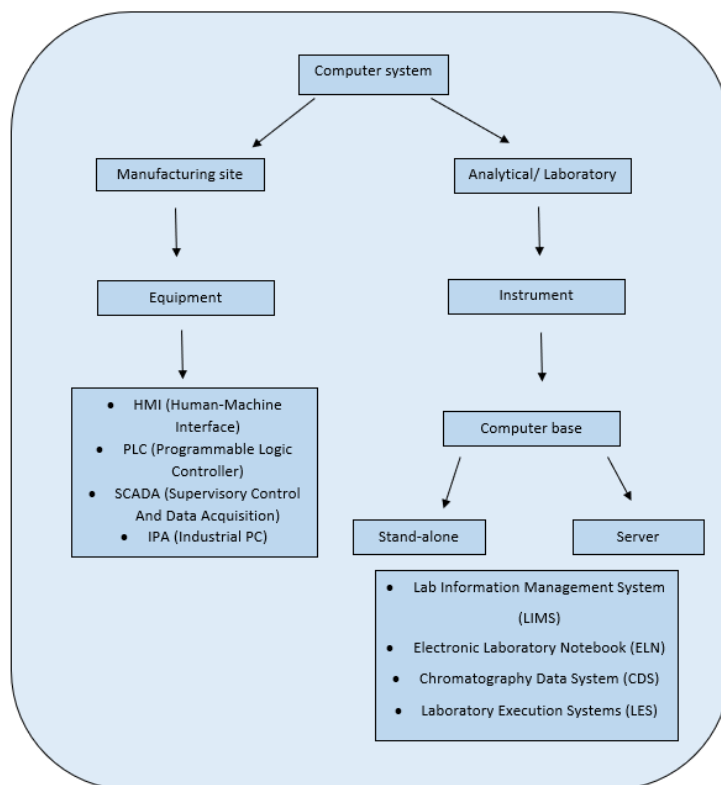 Computer system
Manufacturing site
Analytical/ Laboratory
Equipment
Instrument
● HMI (Human-Machine
Interface)
● PLC (Programmable Logic
Controller)
● SCADA (Supervisory Control
And Data Acquisition)
● IPA (Industrial PC)
Computer base
Stand-alone
Server
● Lab Information Management System
(LIMS)
● Electronic Laboratory Notebook (ELN)
● Chromatography Data System (CDS)
● Laboratory Execution Systems (LES)